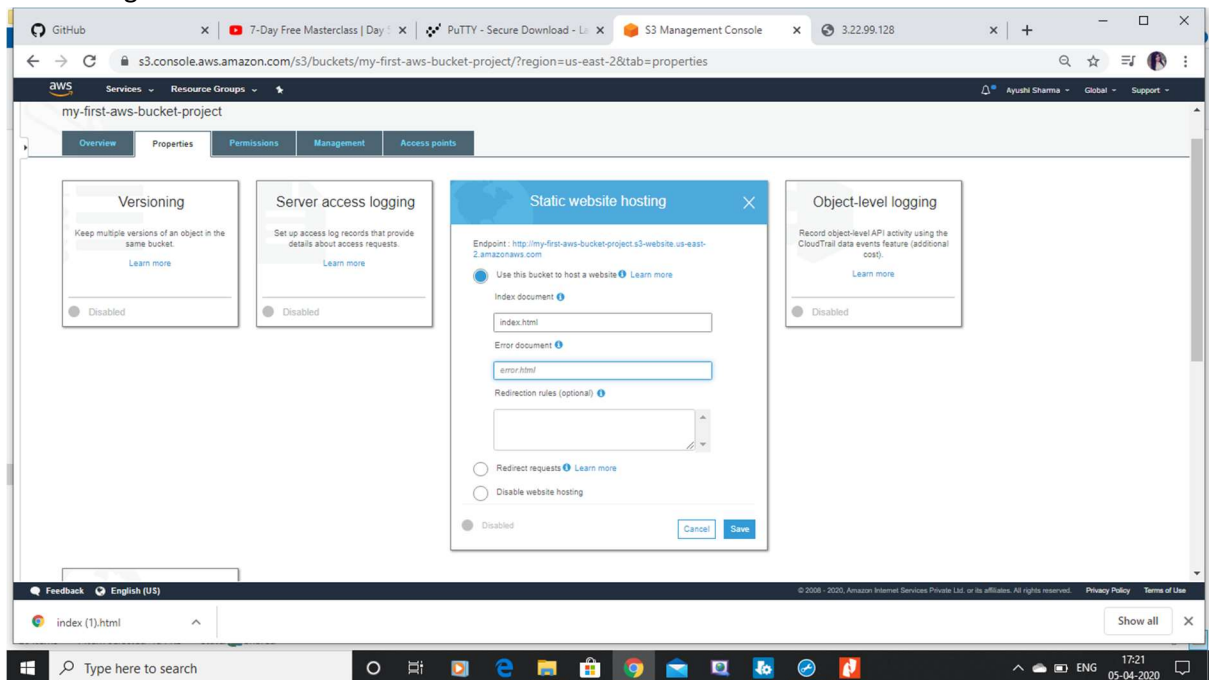 GitHub
7-Day Free Masterclass | Day
PuTTY - Secure Download - 
S3 Management Console
3.22.99.128
s3.console.aws.amazon.com/s3/buckets/my-first-aws-bucket-project/?region=us-east-2&tab=properties
aws
Services
Resource Groups
Ayushi Sharma
Global
Support
my-first-aws-bucket-project
Overview
Properties
Permissions
Management
Access points
Versioning
Keep multiple versions of an object in the
same bucket.
Learn more
Disabled
Server access logging
Set up access log records that provide
details about access requests.
Learn more
Disabled
Static website hosting
Endpoint : http://my-first-aws-bucket-project.s3-website.us-east-
2.amazonaws.com
Use this bucket to host a website Learn more
Index document
index.html
Error document
error.html
Redirection rules (optional)
Redirect requests Learn more
Disable website hosting
Disabled
Cancel
Save
Object-level logging
Record object-level API activity using the
CloudTrail data events feature (additional
cost).
Learn more
Disabled
Feedback
English (US)
© 2008 - 2020, Amazon Internet Services Private Ltd. or its affiliates. All rights reserved.
Privacy Policy
Terms of Use
index (1).html
Show all
Type here to search
ENG
17:21
05-04-2020